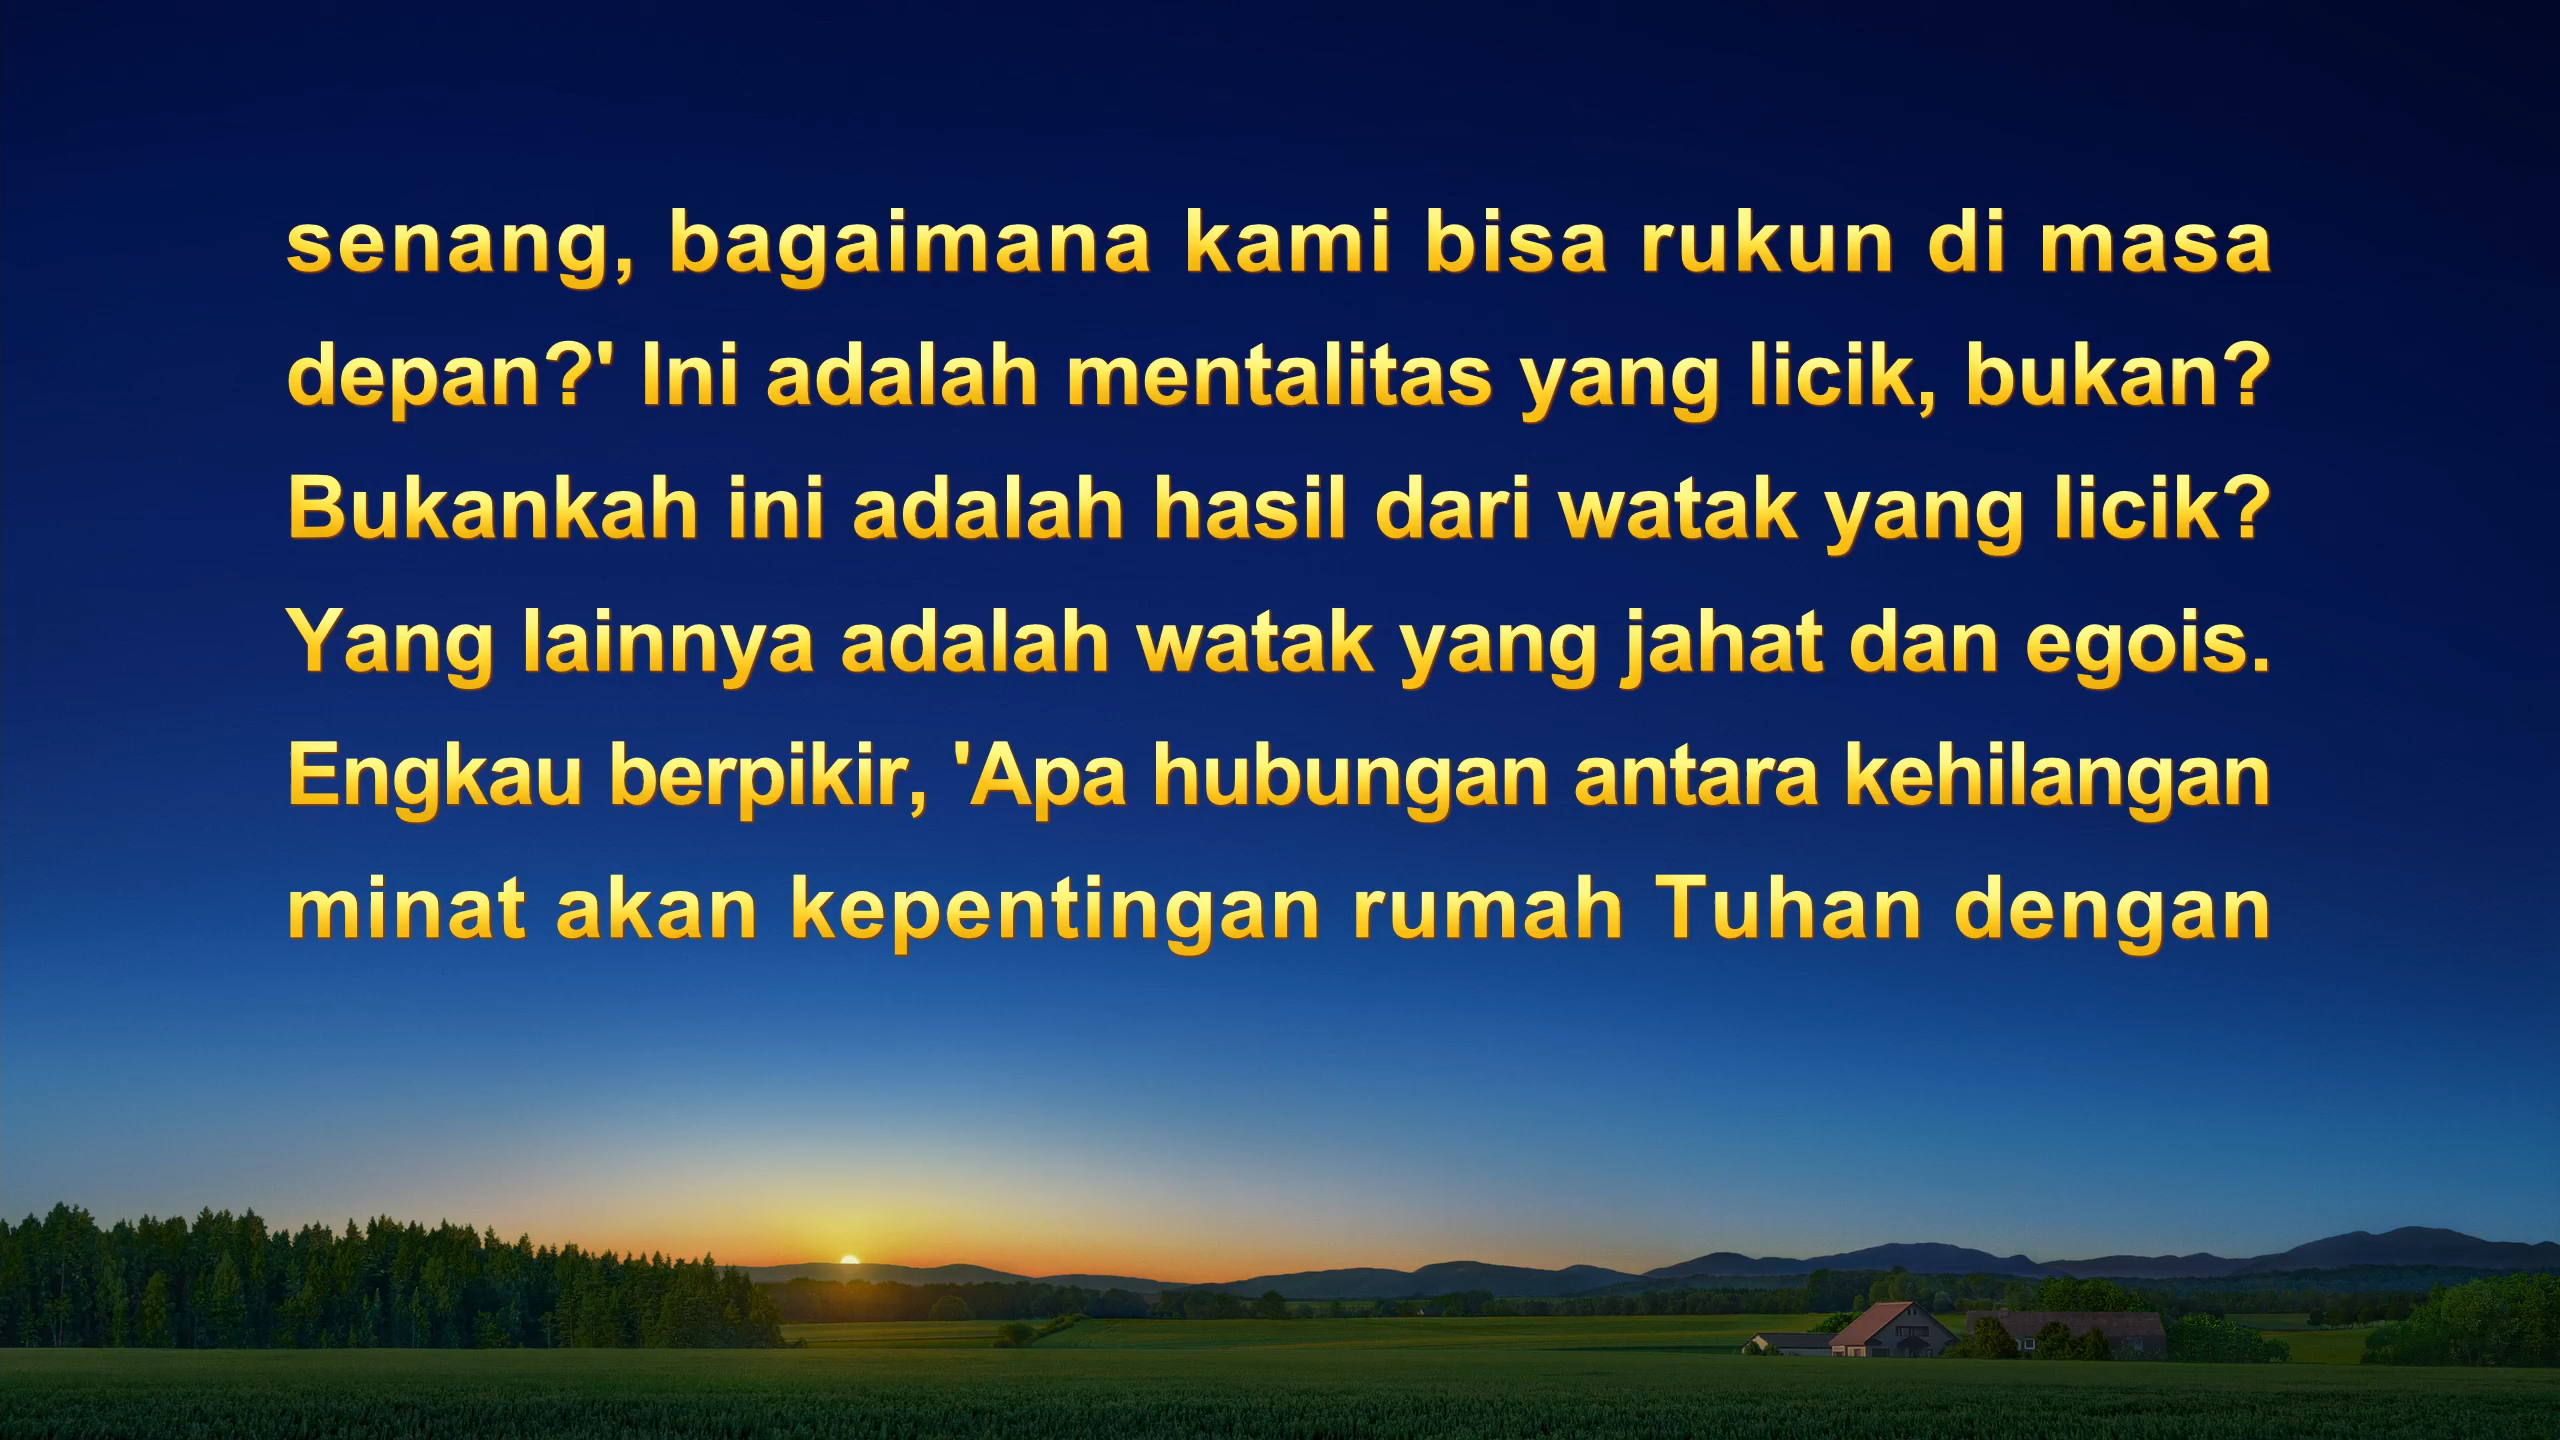 senang, bagaimana kami bisa rukun di masa
depan?' Ini adalah mentalitas yang licik, bukan?
Bukankah ini adalah hasil dari watak yang licik?
Yang lainnya adalah watak yang jahat dan egois.
Engkau berpikir, 'Apa hubungan antara kehilangan
minat akan kepentingan rumah Tuhan dengan